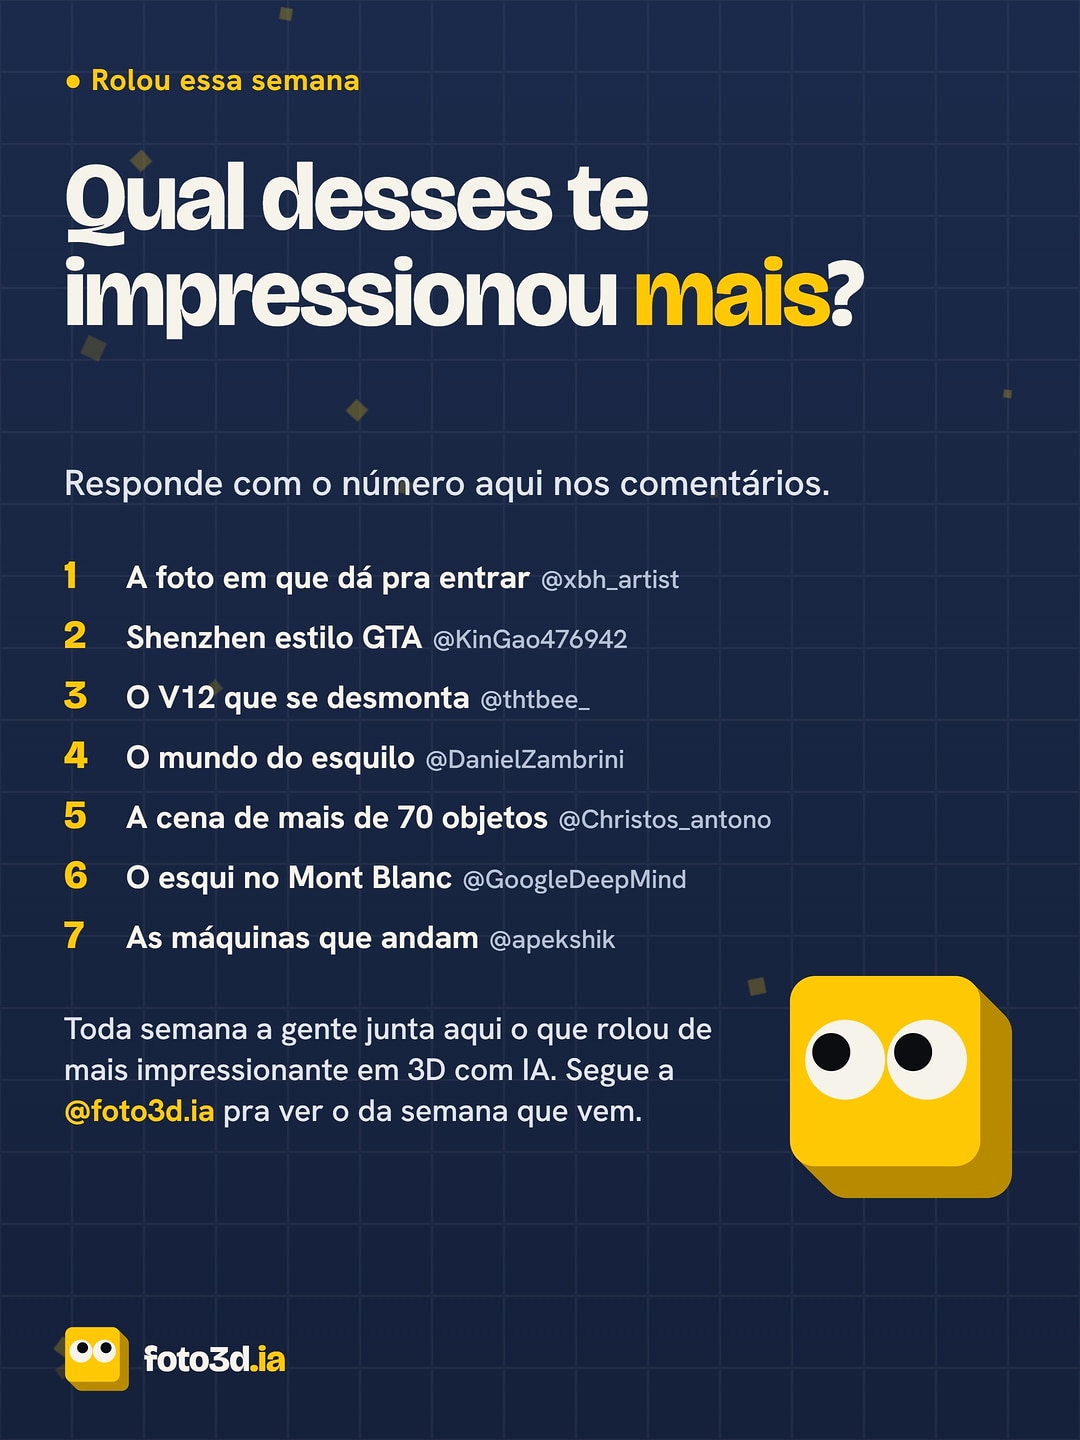 ● Rolou essa semana
Qual desses te
impressionou mais?
Responde com o número aqui nos comentários.
1 A foto em que dá pra entrar @xbh_artist
2 Shenzhen estilo GTA @KinGao476942
3 O V12 que se desmonta @thtbee_
4 O mundo do esquilo @DanielZambrini
5 A cena de mais de 70 objetos @Christos_antono
6 O esqui no Mont Blanc @GoogleDeepMind
7 As máquinas que andam @apekshik
Toda semana a gente junta aqui o que rolou de
mais impressionante em 3D com IA. Segue a
@foto3d.ia pra ver o da semana que vem.
foto3d.ia